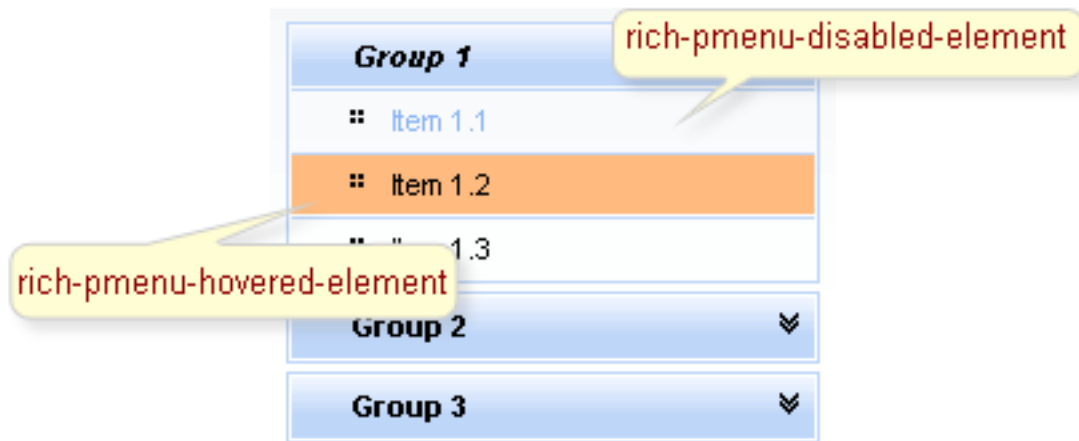 Group 1
rich-pmenu-disabled-element
Item 1.1
Item 1.2
1.3
rich-pmenu-hovered-element
Group 2
Group 3